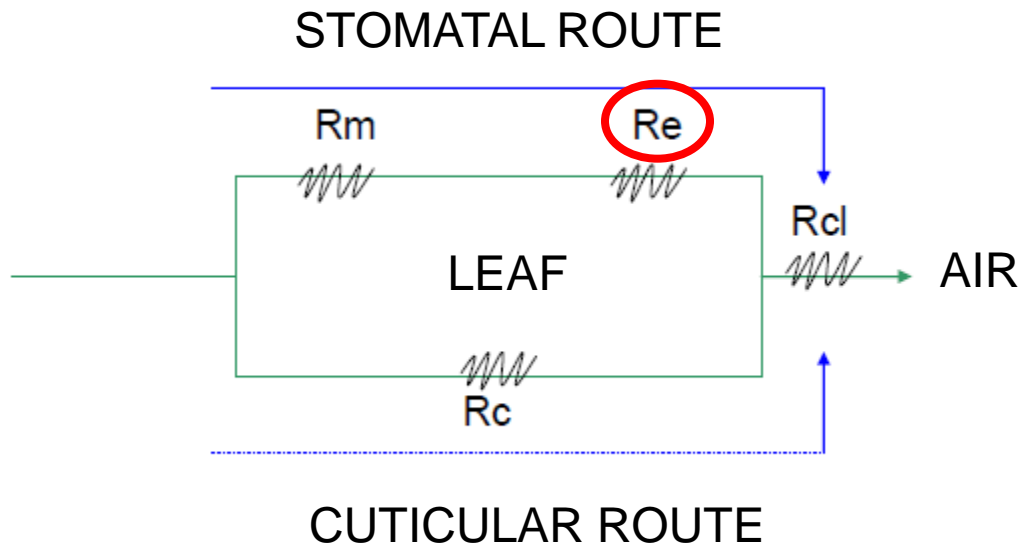 STOMATAL ROUTE
Rm Re
Rcl
LEAF AIR
Rc
CUTICULAR ROUTE